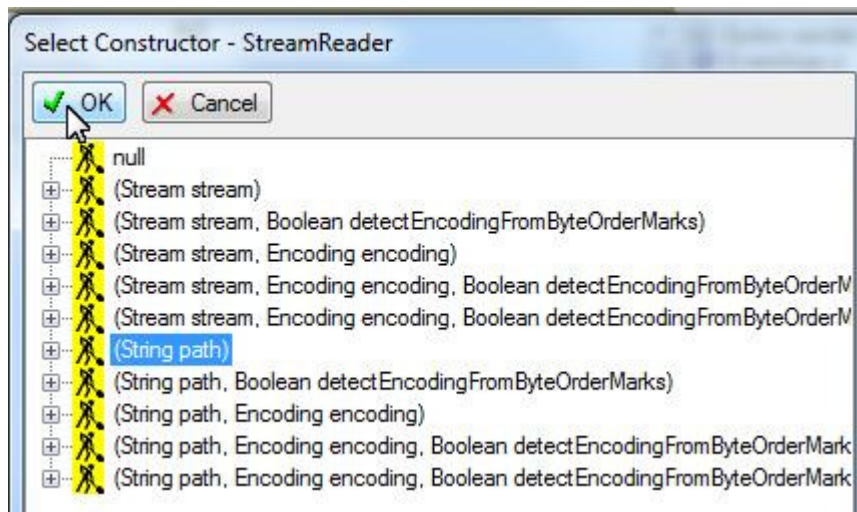 Select Constructor - StreamReader
OK Cancel
null
(Stream stream)
(Stream stream, Boolean detectEncodingFromByteOrderMarks)
(Stream stream, Encoding encoding)
(Stream stream, Encoding encoding, Boolean detectEncodingFromByteOrderM
(Stream stream, Encoding encoding, Boolean detectEncodingFromByteOrderM
(String path)
(String path, Boolean detectEncodingFromByteOrderMarks)
(String path, Encoding encoding)
(String path, Encoding encoding, Boolean detectEncodingFromByteOrderMark
(String path, Encoding encoding, Boolean detectEncodingFromByteOrderMark